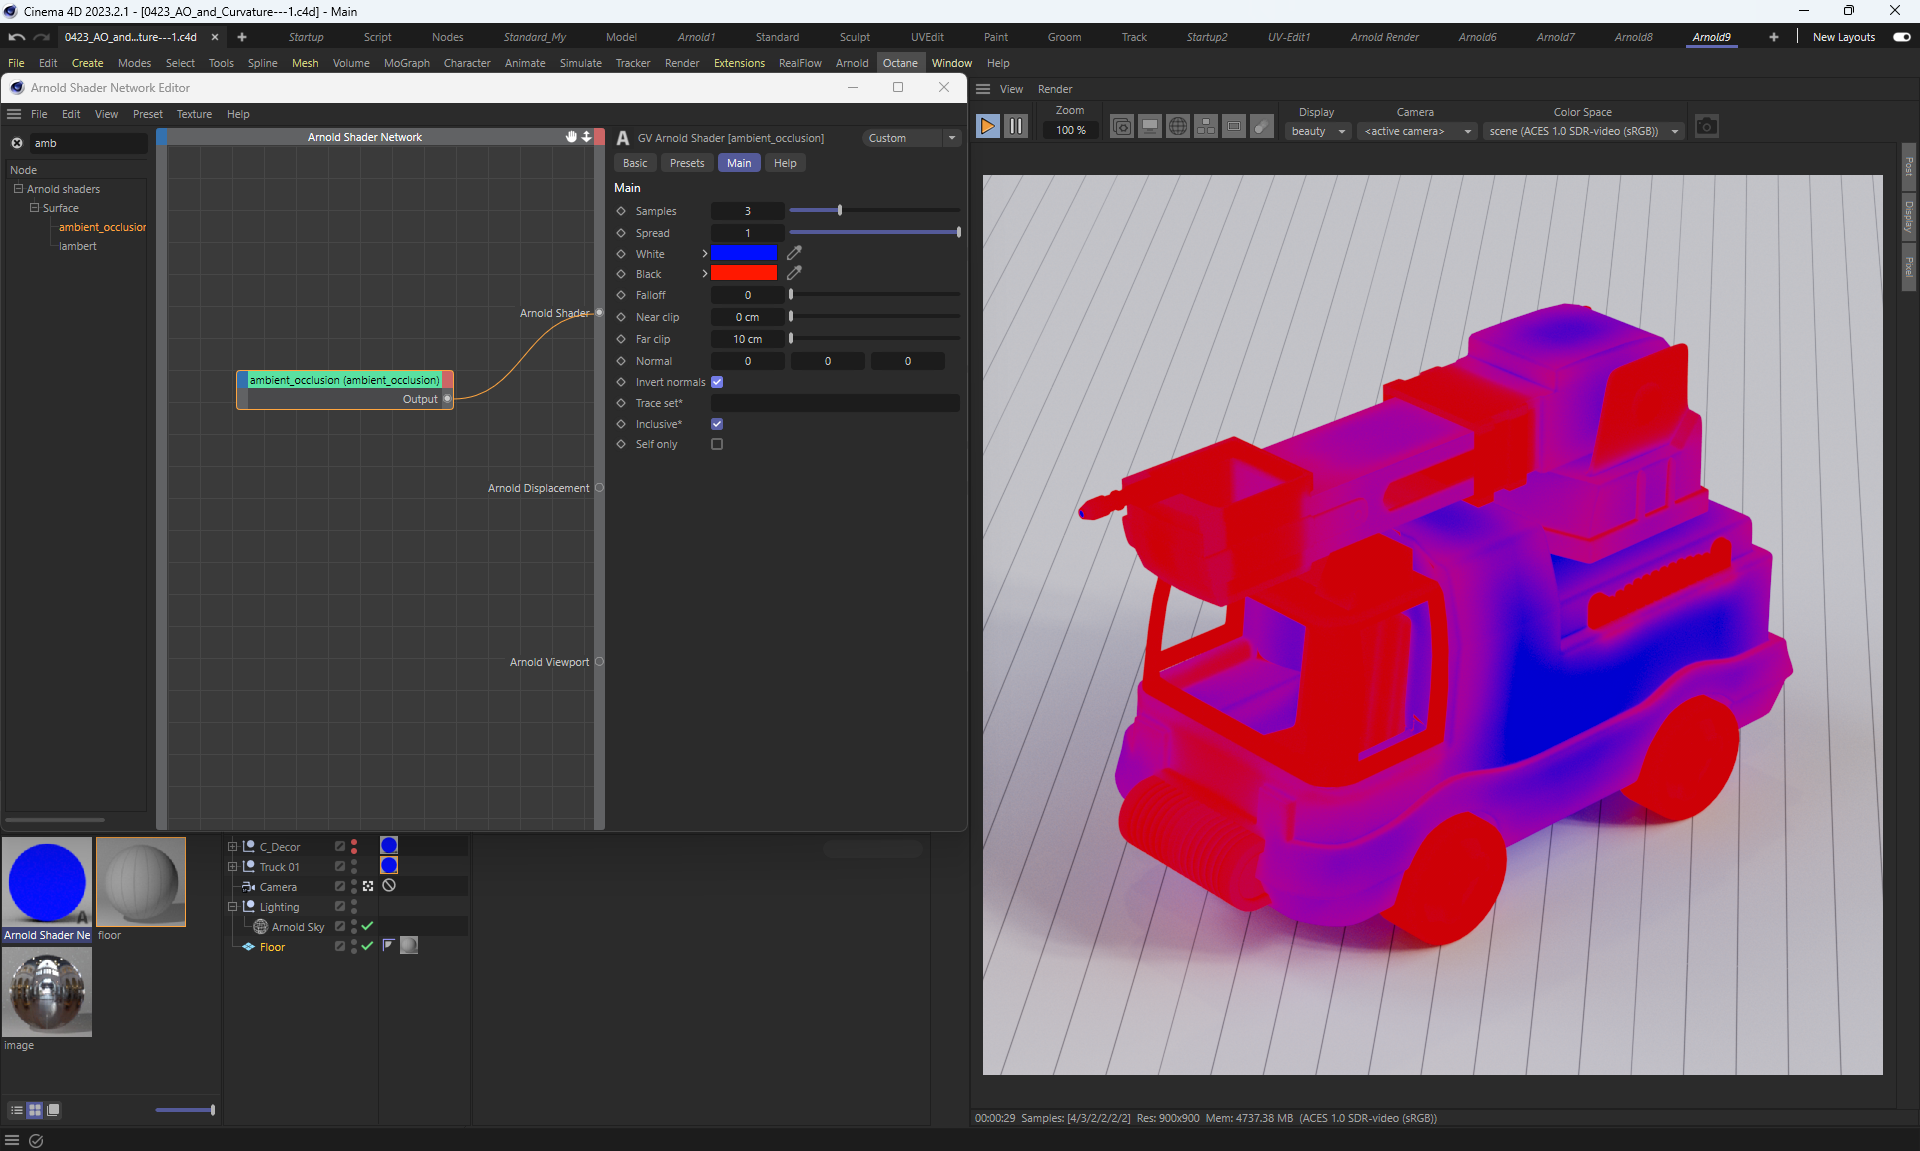 Cinema 4D 2023.2.1 - [0423_AO_and_Curvature---1.c4d] - Main
0423_AO_and...ture---1.c4d
Startup
Script
Nodes
Standard_My
Model
Arnold1
Standard
Sculpt
UVEdit
Paint
Groom
Track
Startup2
UV-Edit1
Arnold Render
Arnold6
Arnold7
Arnold8
Arnold9
New Layouts
File Edit Create Modes Select Tools Spline Mesh Volume MoGraph Character Animate Simulate Tracker Render Extensions RealFlow Arnold Octane Window Help
Arnold Shader Network Editor
File Edit View Preset Texture Help
amb
Node
Arnold shaders
Surface
ambient_occlusion
lambert
Arnold Shader Network
Arnold Shader
ambient_occlusion (ambient_occlusion)
Output
Arnold Displacement
Arnold Viewport
A GV Arnold Shader [ambient_occlusion]
Custom
Basic Presets Main Help
Main
Samples 3
Spread 1
White
Black
Falloff 0
Near clip 0 cm
Far clip 10 cm
Normal 0 0 0
Invert normals
Trace set*
Inclusive*
Self only
View Render
Zoom
100 %
Display
beauty
Camera
<active camera>
Color Space
scene (ACES 1.0 SDR-video (sRGB))
Post
Display
Pixel
A
Arnold Shader Ne
floor
image
C_Decor
Truck 01
Camera
Lighting
Arnold Sky
Floor
00:00:29 Samples: [4/3/2/2/2/2] Res: 900x900 Mem: 4737.38 MB (ACES 1.0 SDR-video (sRGB))